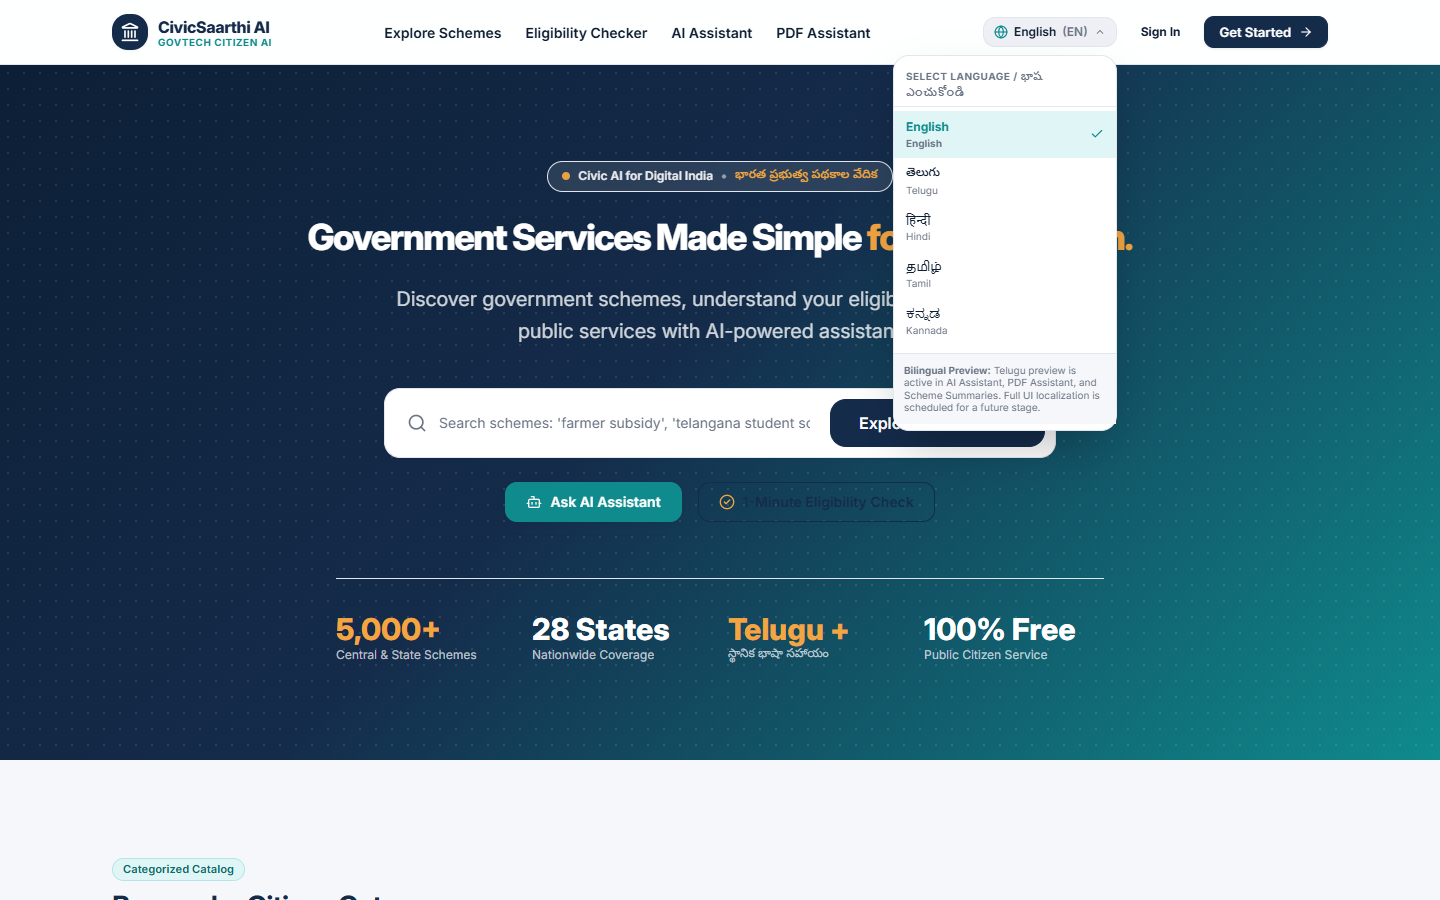 CivicSaarthi AI
GOVTECH CITIZEN AI
Explore Schemes
Eligibility Checker
AI Assistant
PDF Assistant
English (EN)
Sign In
Get Started
SELECT LANGUAGE / భాష
ఎంచుకోండి
English
English
తెలుగు
Telugu
हिन्दी
Hindi
தமிழ்
Tamil
ಕನ್ನಡ
Kannada
Bilingual Preview: Telugu preview is
active in AI Assistant, PDF Assistant, and
Scheme Summaries. Full UI localization is
scheduled for a future stage.
Civic AI for Digital India • భారత ప్రభుత్వ పథకాల వేదిక
Government Services Made Simple
Discover government schemes, understand your
public services with AI-powered
Search schemes: 'farmer subsidy', 'telangana student
Ask AI Assistant
1-Minute Eligibility Check
5,000+
Central & State Schemes
28 States
Nationwide Coverage
Telugu +
స్థానిక భాషా సహాయం
100% Free
Public Citizen Service
Categorized Catalog